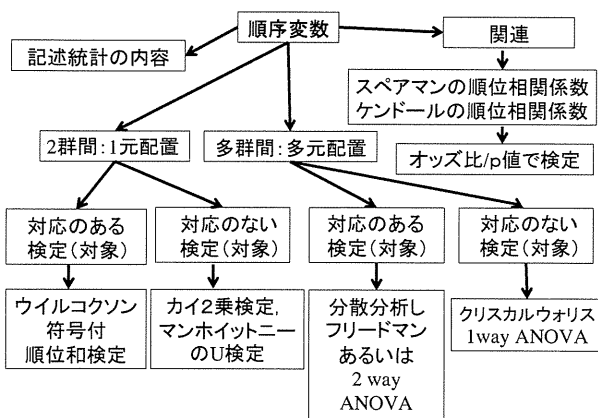 順序変数
記述統計の内容
関連
スペアマンの順位相関係数
ケンドールの順位相関係数
オッズ比/p値で検定
2群間:1元配置
多群間:多元配置
対応のある
検定(対象)
対応のない
検定(対象)
対応のある
検定(対象)
対応のない
検定(対象)
ウイルコクソン
符号付
順位和検定
カイ2乗検定,
マンホイットニー
のU検定
分散分析し
フリードマン
あるいは
2 way
ANOVA
クリスカルウォリス
1way ANOVA